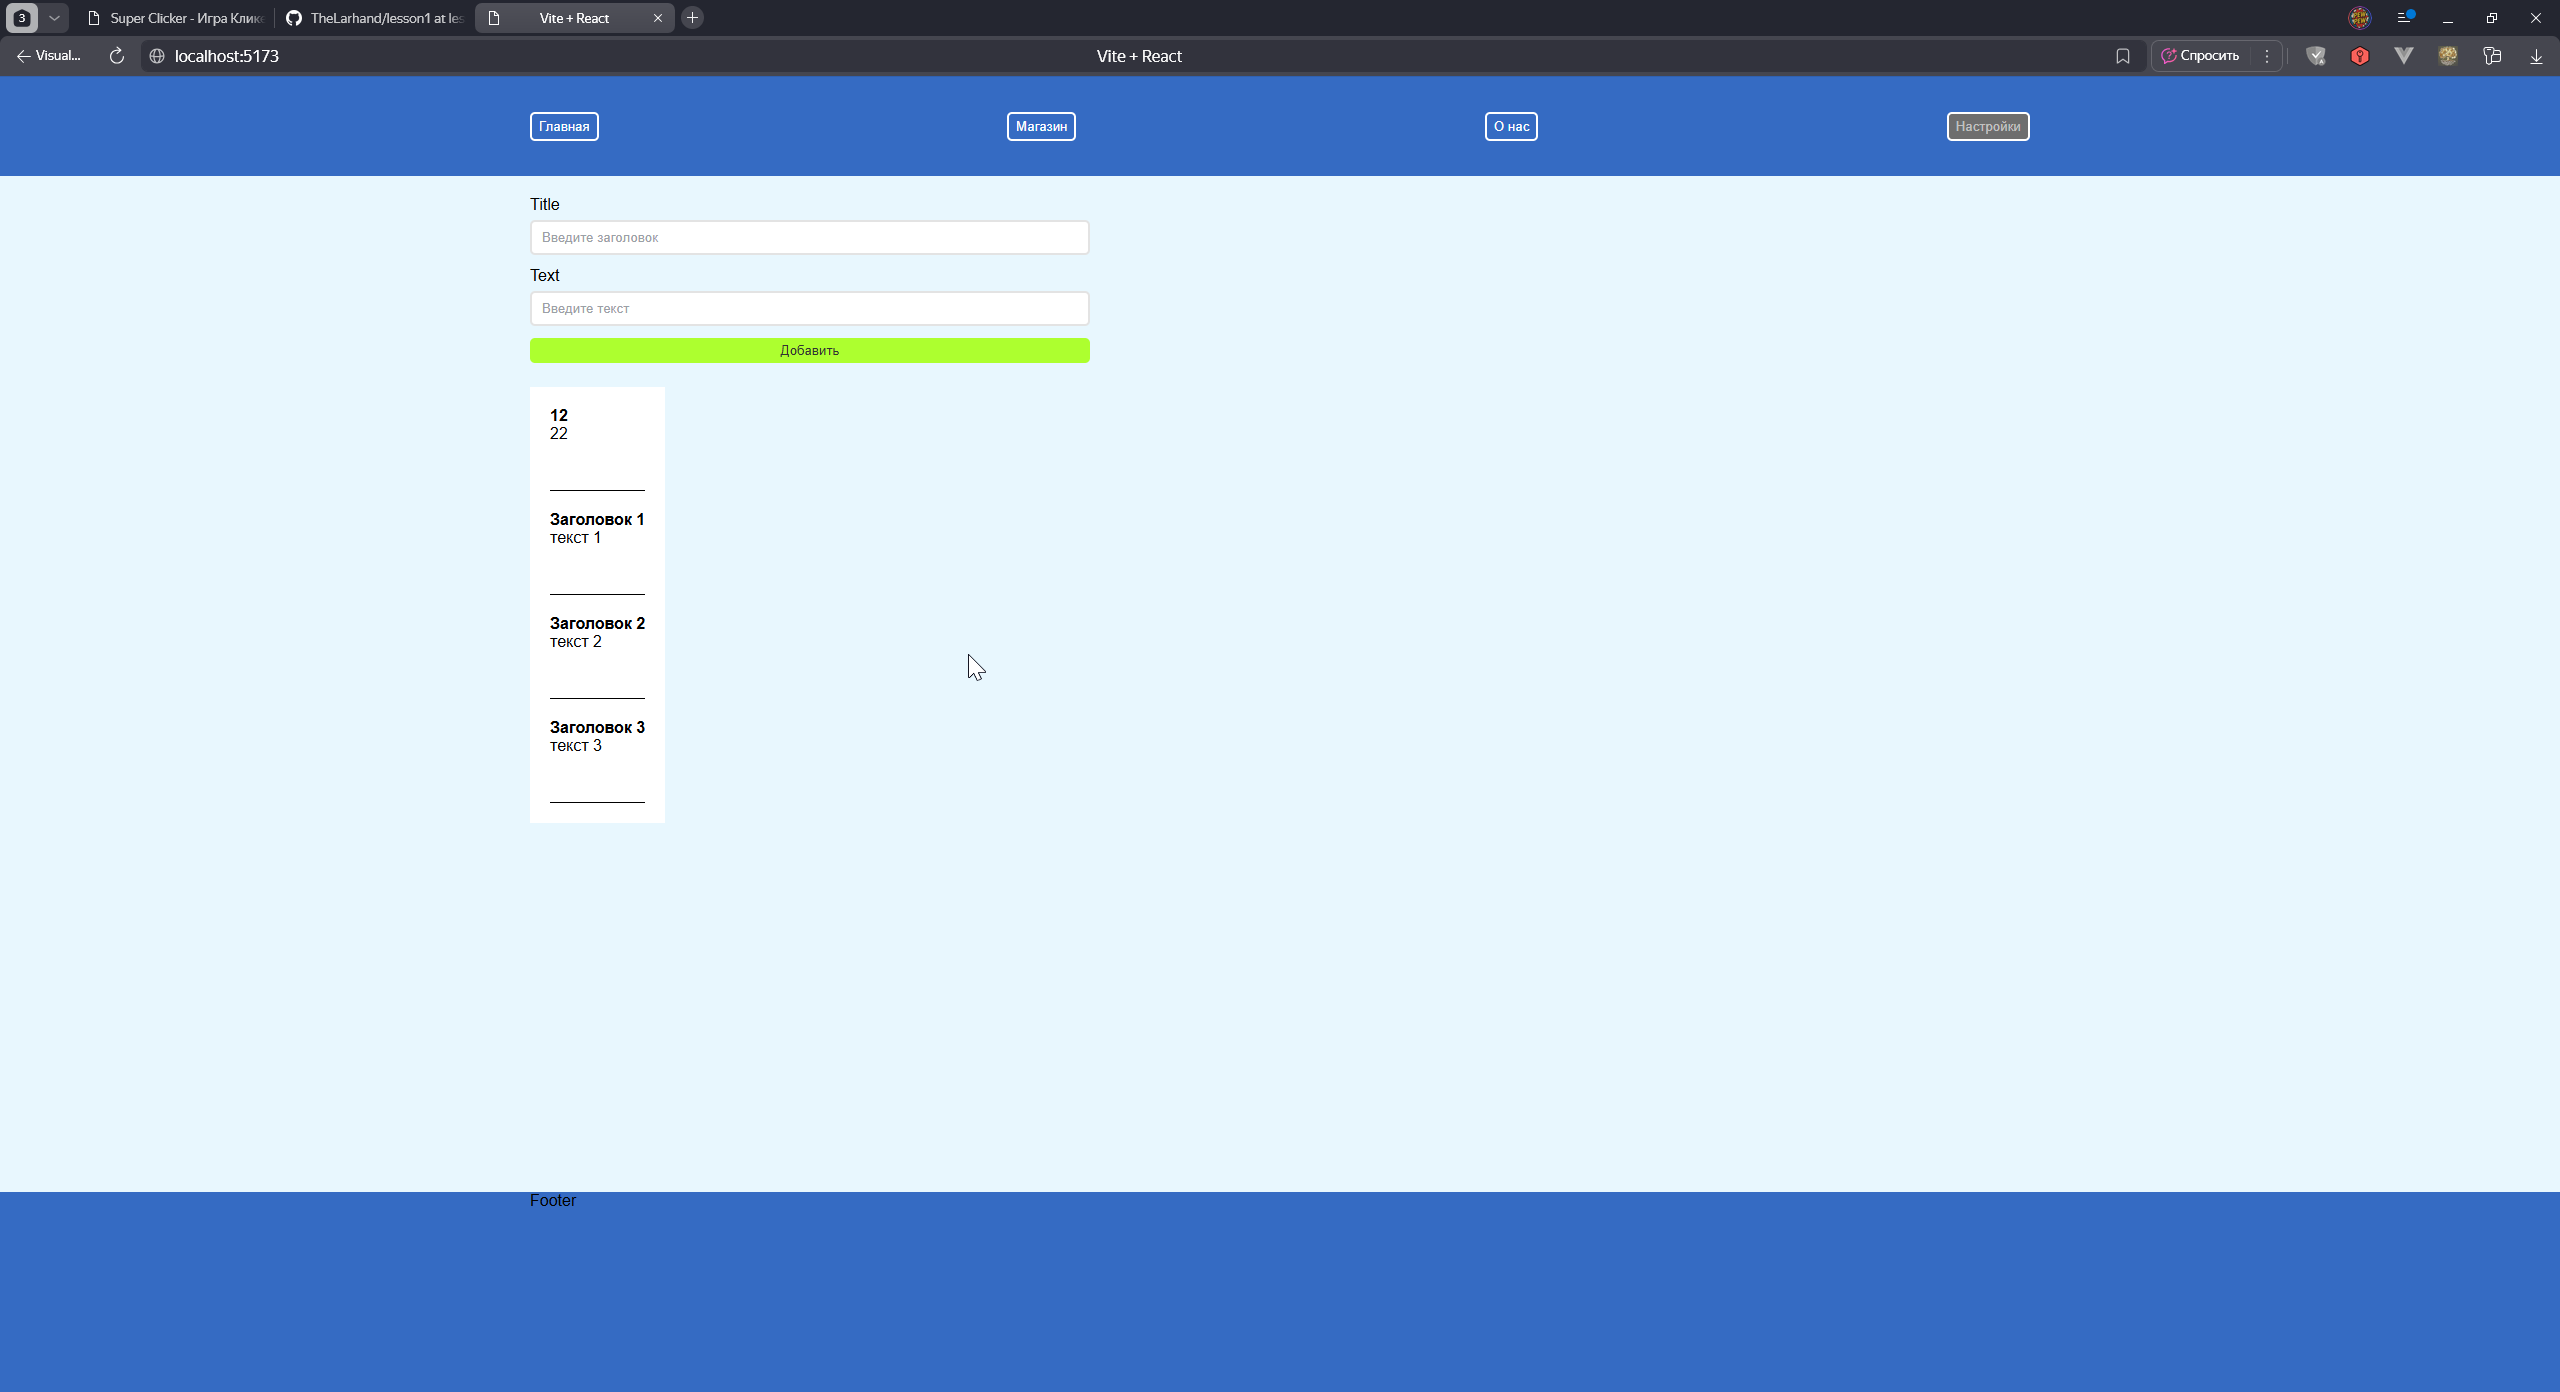 3
Super Clicker - Игра Клике
TheLarhand/lesson1 at les
Vite + React
Visual...
localhost:5173
Vite + React
Спросить
Главная
Магазин
О нас
Настройки
Title
Введите заголовок
Text
Введите текст
Добавить
12
22
Заголовок 1
текст 1
Заголовок 2
текст 2
Заголовок 3
текст 3
Footer